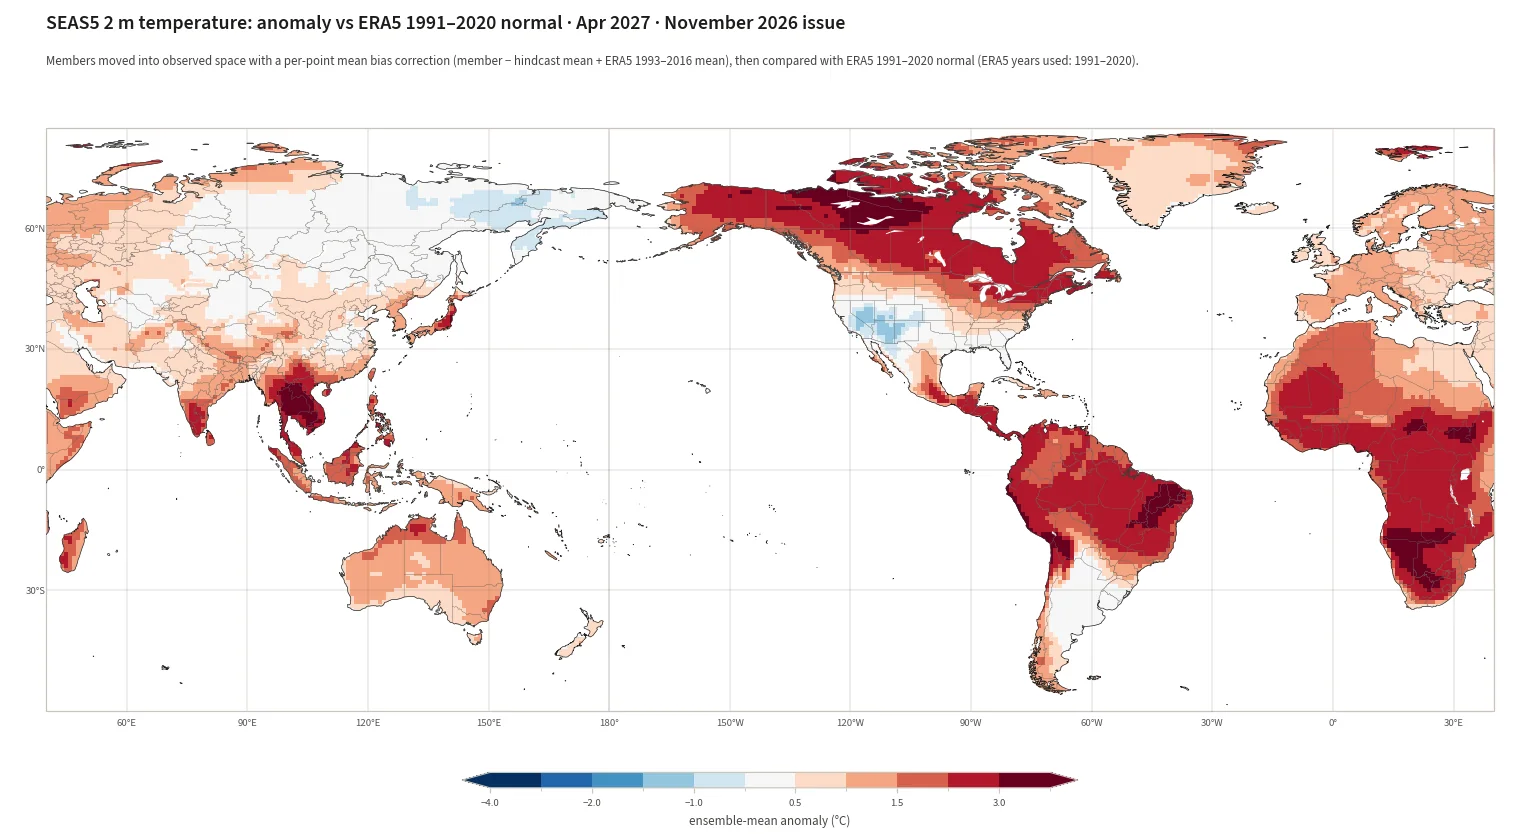 SEAS5 2 m temperature: anomaly vs ERA5 1991–2020 normal · Apr 2027 · November 2026 issue
Members moved into observed space with a per-point mean bias correction (member − hindcast mean + ERA5 1993–2016 mean), then compared with ERA5 1991–2020 normal (ERA5 years used: 1991–2020).
60°N
30°N
0°
30°S
60°E 90°E 120°E 150°E 180° 150°W 120°W 90°W 60°W 30°W 0° 30°E
−4.0 −2.0 −1.0 0.5 1.5 3.0
ensemble-mean anomaly (°C)